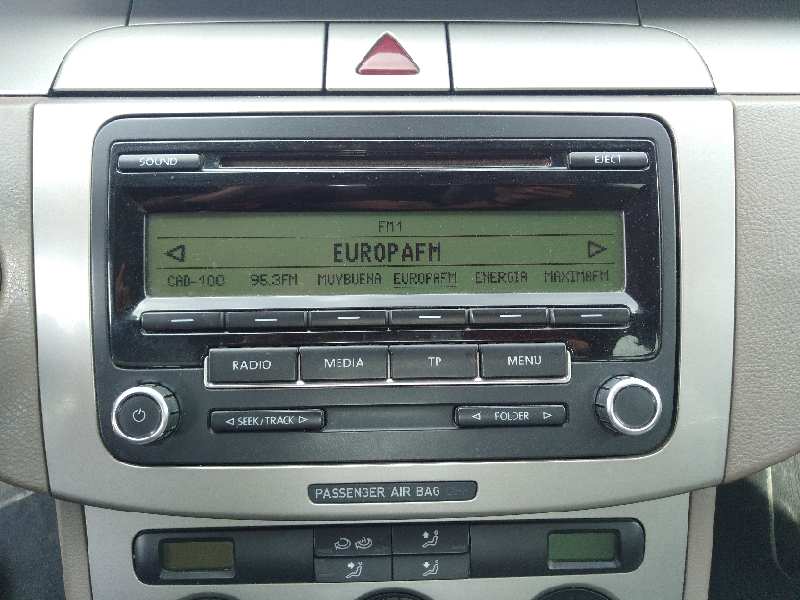 SOUND EJECT
FM1
EUROPAFM
CAD-100 95.3FM MUYBUENA EUROPAFM ENERGIA MAXIMAFM
RADIO MEDIA TP MENU
SEEK/TRACK FOLDER
PASSENGER AIR BAG